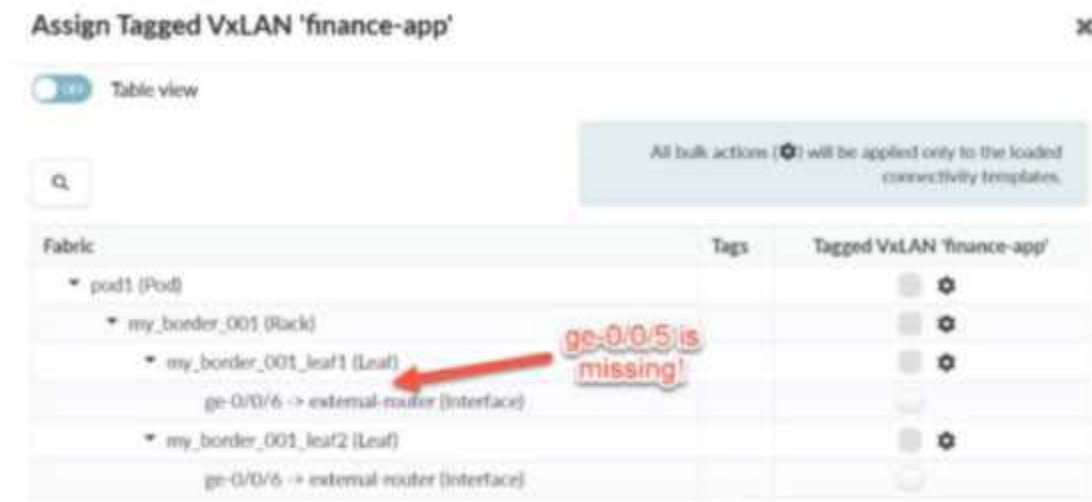 Assign Tagged VxLAN 'finance-app'
OFF Table view
All bulk actions ( ) will be applied only to the loaded
connectivity templates.
Fabric Tags Tagged VxLAN 'finance-app'
pod1 (Pod)
my_border_001 (Rack)
my_border_001_leaf1 (Leaf)
ge-0/0/5 is
missing!
ge-0/0/6 -> external-router (Interface)
my_border_001_leaf2 (Leaf)
ge-0/0/6 -> external-router (Interface)